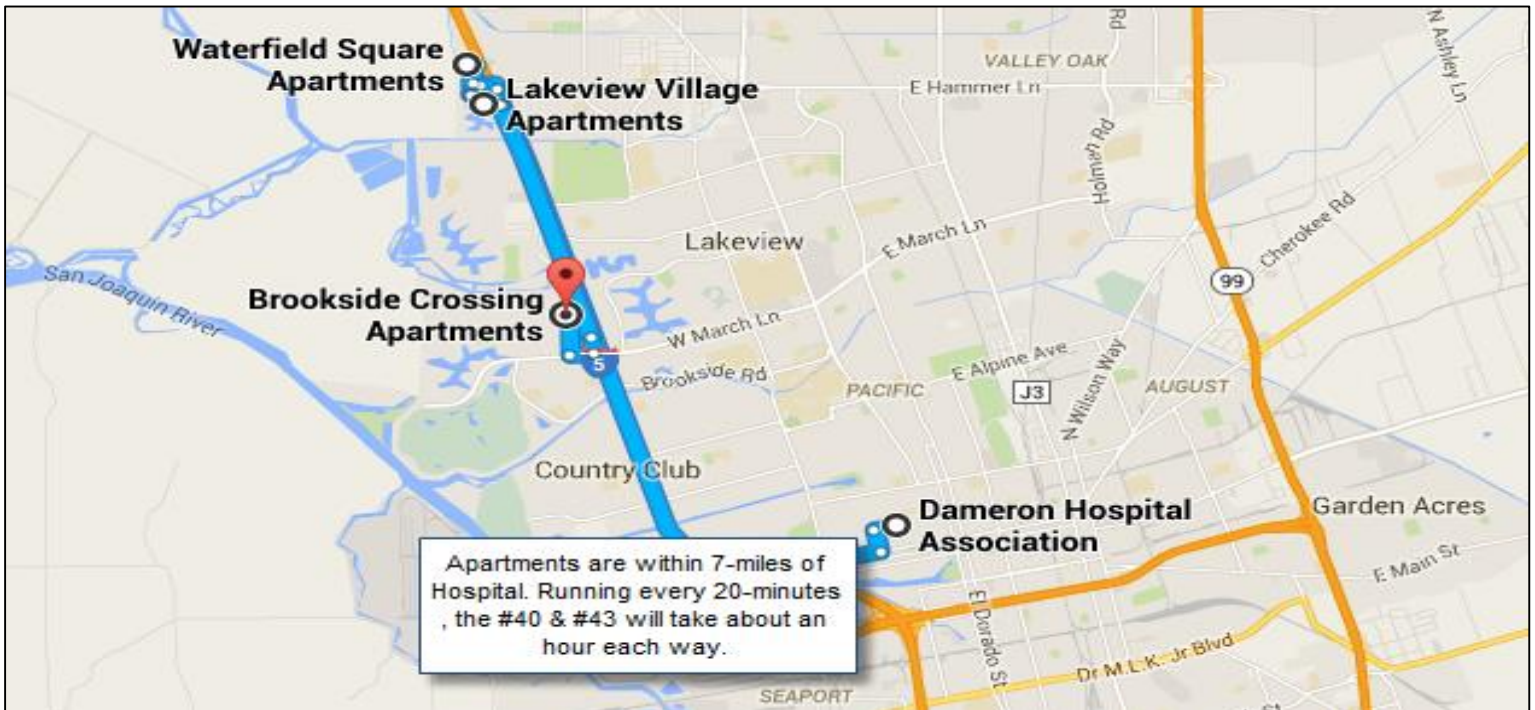 Waterfield Square
Apartments
Lakeview Village
Apartments
VALLEY OAK
E Hammer Ln
Rd
N Ashley Ln
Holman Rd
Lakeview
E March Ln
Cherokee Rd
San Joaquin River
99
Brookside Crossing
Apartments
W March Ln
5
Brookside Rd
E Alpine Ave
PACIFIC
J3
N Wilson Way
AUGUST
Country Club
Dameron Hospital
Association
Garden Acres
Apartments are within 7-miles of
Hospital. Running every 20-minutes
, the #40 & #43 will take about an
hour each way.
E Main St
El Dorado St
Dr M.L.K. Jr Blvd
SEAPORT